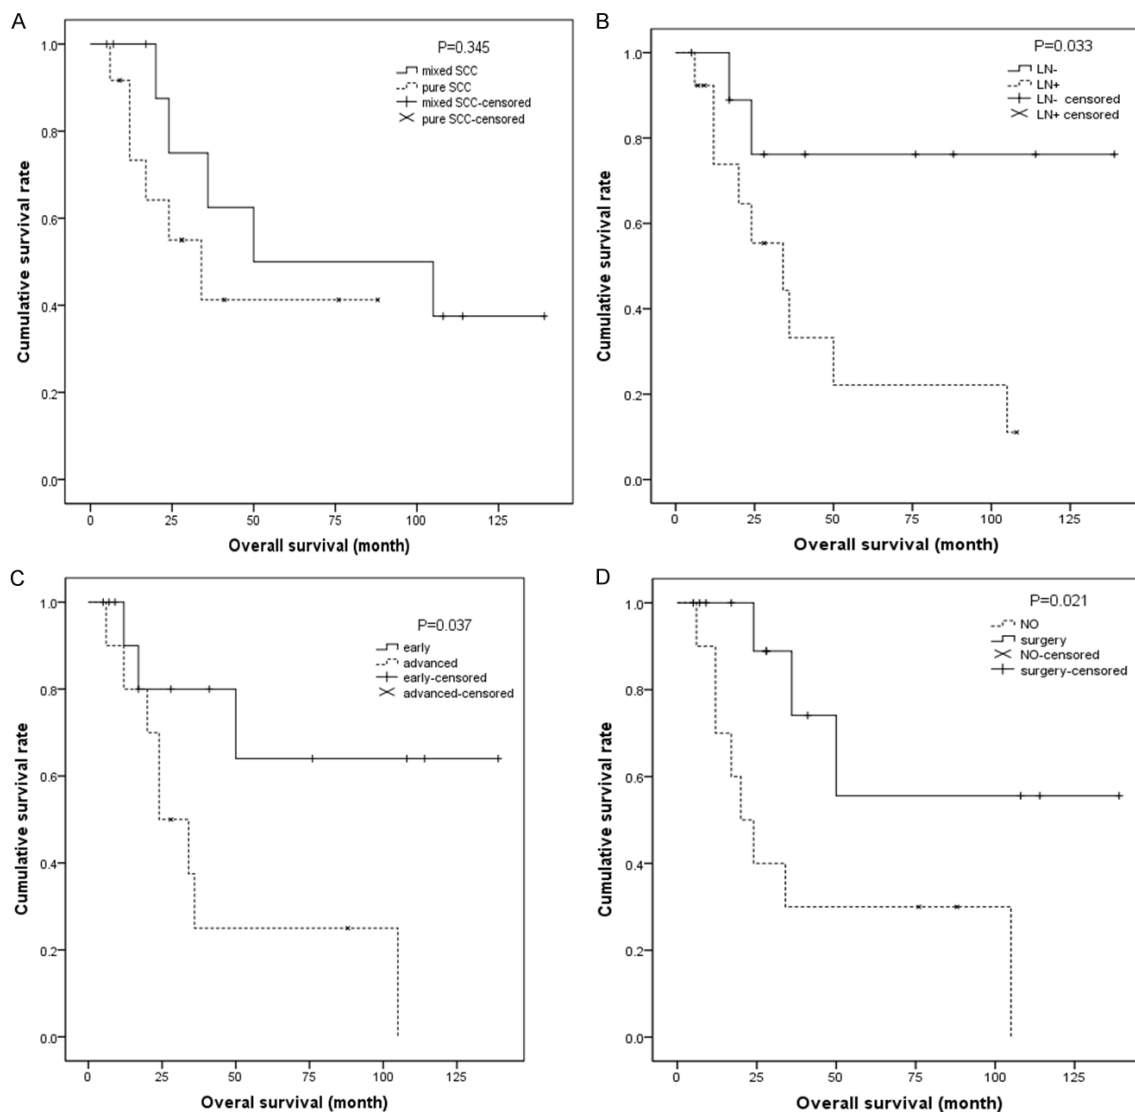 A
P=0.345
mixed SCC
pure SCC
mixed SCC-censored
pure SCC-censored
Cumulative survival rate
1.0
0.8
0.6
0.4
0.2
0.0
0 25 50 75 100 125
Overall survival (month)
B
P=0.033
LN-
LN+
LN- censored
LN+ censored
Cumulative survival rate
1.0
0.8
0.6
0.4
0.2
0.0
0 25 50 75 100 125
Overall survival (month)
C
P=0.037
early
advanced
early-censored
advanced-censored
Cumulative survival rate
1.0
0.8
0.6
0.4
0.2
0.0
0 25 50 75 100 125
Overal survival (month)
D
P=0.021
NO
surgery
NO-censored
surgery-censored
Cumulative survival rate
1.0
0.8
0.6
0.4
0.2
0.0
0 25 50 75 100 125
Overall survival (month)